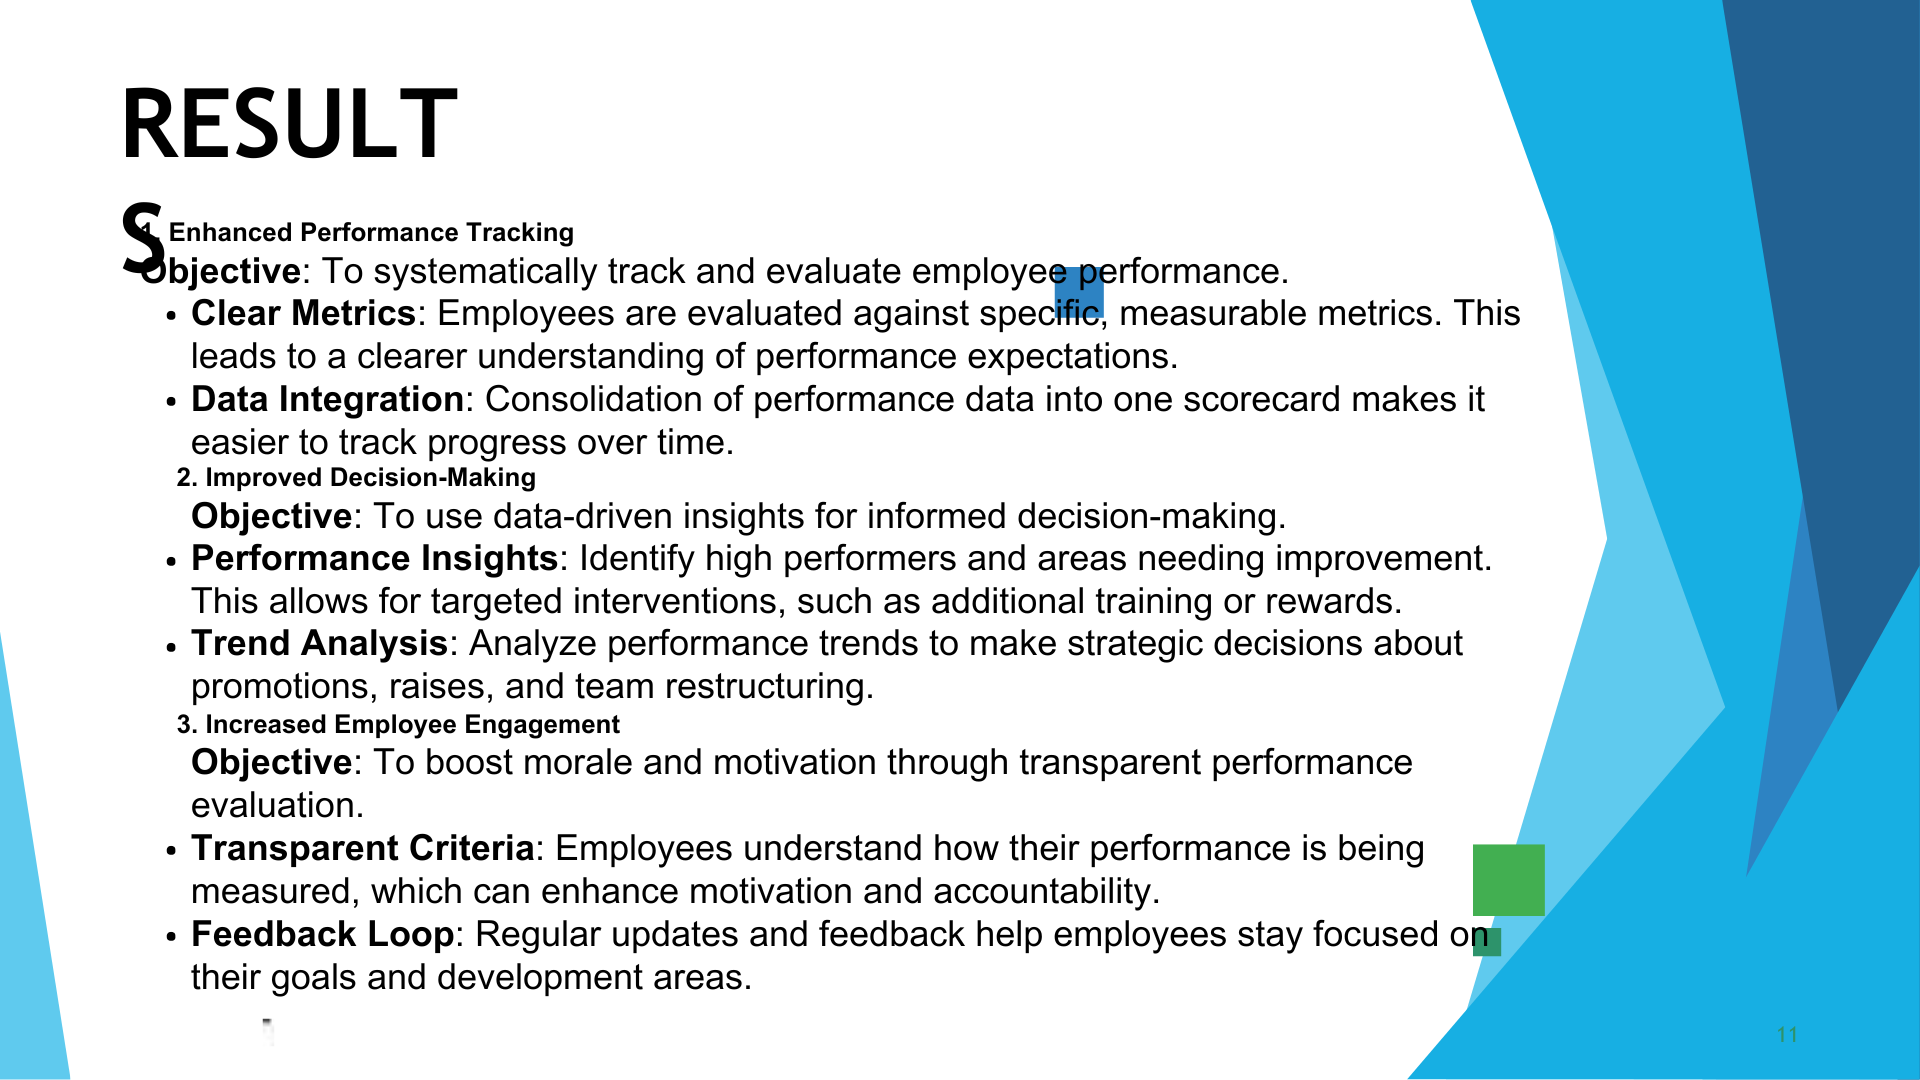 RESULT
S
1. Enhanced Performance Tracking
Objective: To systematically track and evaluate employee performance.
• Clear Metrics: Employees are evaluated against specific, measurable metrics. This
leads to a clearer understanding of performance expectations.
• Data Integration: Consolidation of performance data into one scorecard makes it
easier to track progress over time.
2. Improved Decision-Making
Objective: To use data-driven insights for informed decision-making.
• Performance Insights: Identify high performers and areas needing improvement.
This allows for targeted interventions, such as additional training or rewards.
• Trend Analysis: Analyze performance trends to make strategic decisions about
promotions, raises, and team restructuring.
3. Increased Employee Engagement
Objective: To boost morale and motivation through transparent performance
evaluation.
• Transparent Criteria: Employees understand how their performance is being
measured, which can enhance motivation and accountability.
• Feedback Loop: Regular updates and feedback help employees stay focused on
their goals and development areas.
11